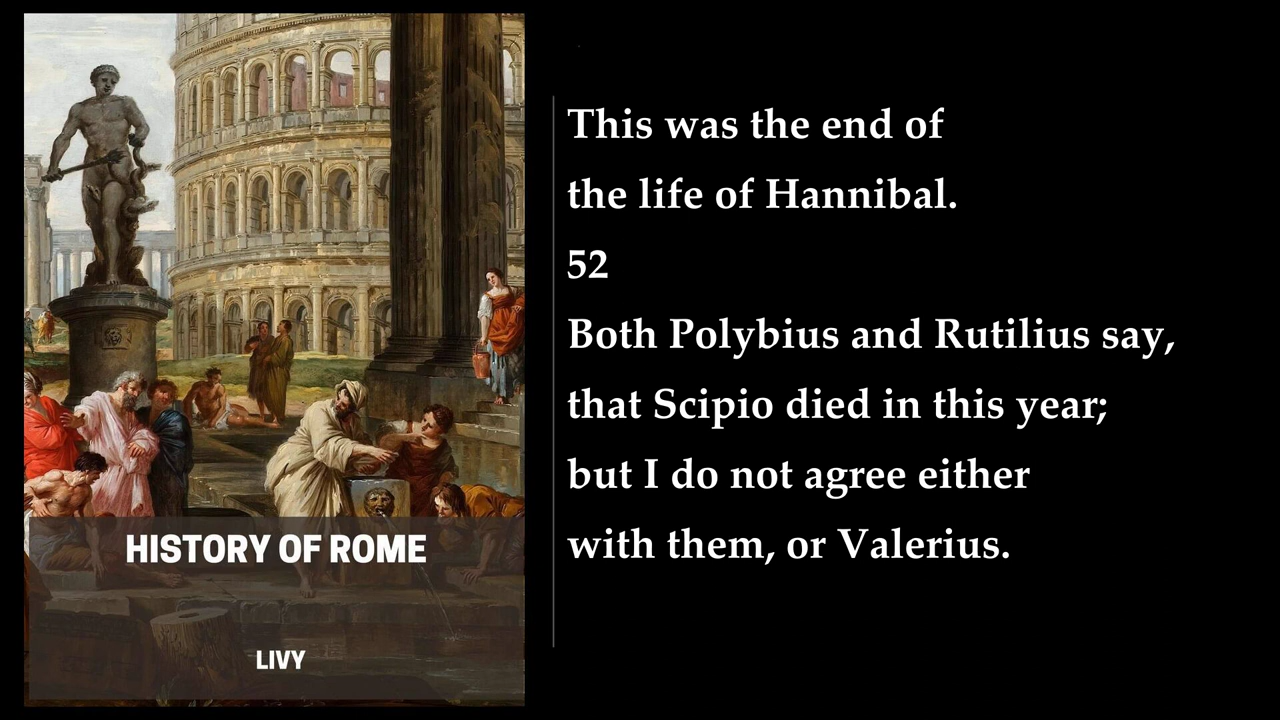 HISTORY OF ROME
LIVY
This was the end of
the life of Hannibal.
52
Both Polybius and Rutilius say,
that Scipio died in this year;
but I do not agree either
with them, or Valerius.